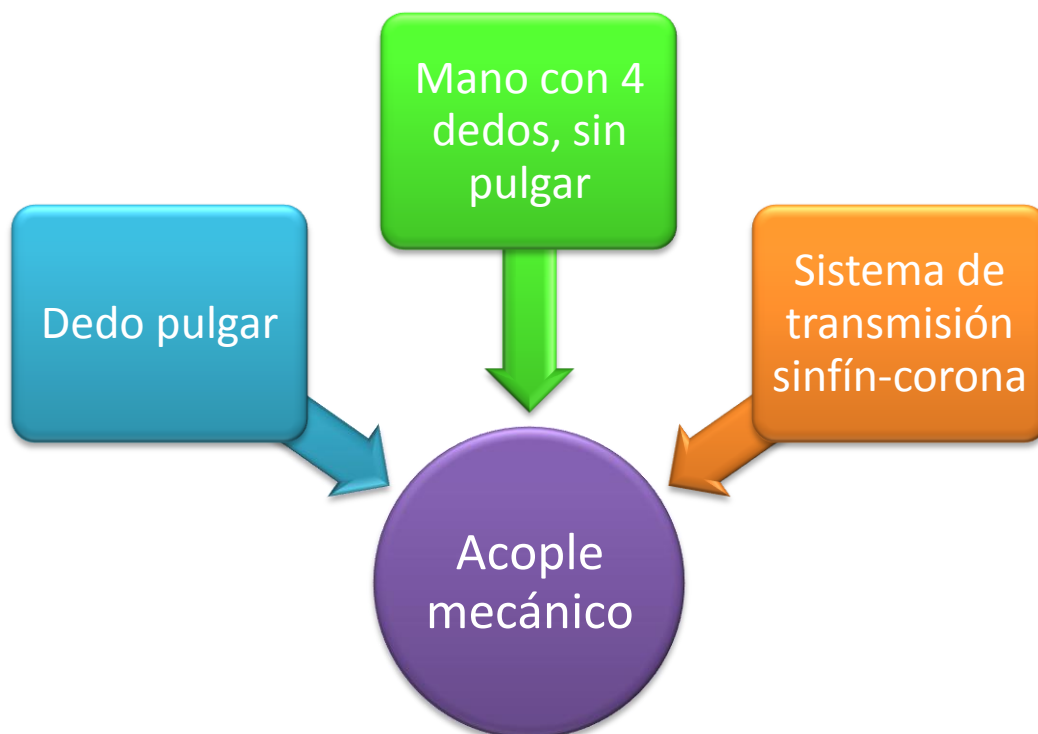 Mano con 4
dedos, sin
pulgar
Dedo pulgar
Sistema de
transmisión
sinfín-corona
Acople
mecánico